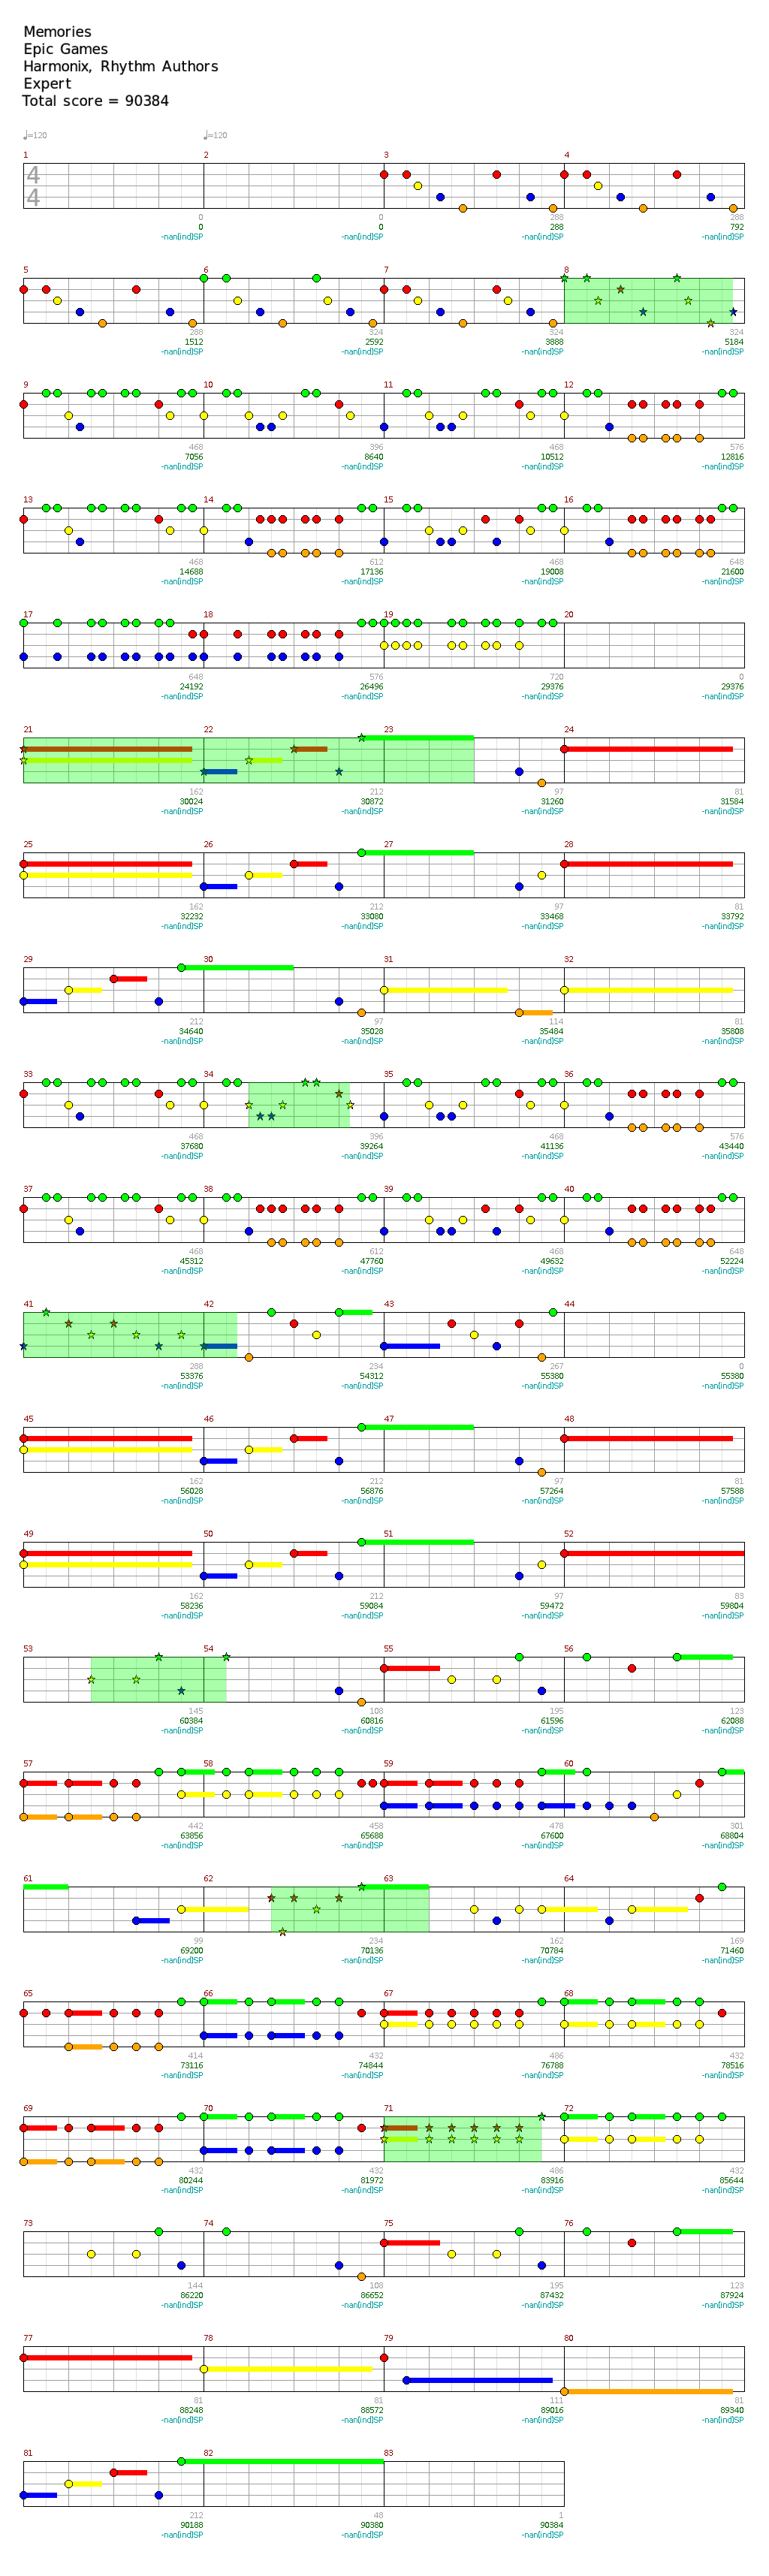 Memories
Epic Games
Harmonix, Rhythm Authors
Expert
Total score = 90384
♩=120 ♩=120
1 2 3 4
4
4
0 0 288 288
0 0 288 792
-nan(ind)SP -nan(ind)SP -nan(ind)SP -nan(ind)SP
5 6 7 8
288 324 324 324
1512 2592 3888 5184
-nan(ind)SP -nan(ind)SP -nan(ind)SP -nan(ind)SP
9 10 11 12
468 396 468 576
7056 8640 10512 12816
-nan(ind)SP -nan(ind)SP -nan(ind)SP -nan(ind)SP
13 14 15 16
468 612 468 648
14688 17136 19008 21600
-nan(ind)SP -nan(ind)SP -nan(ind)SP -nan(ind)SP
17 18 19 20
648 576 720 0
24192 26496 29376 29376
-nan(ind)SP -nan(ind)SP -nan(ind)SP -nan(ind)SP
21 22 23 24
162 212 97 81
30024 30872 31260 31584
-nan(ind)SP -nan(ind)SP -nan(ind)SP -nan(ind)SP
25 26 27 28
162 212 97 81
32232 33080 33468 33792
-nan(ind)SP -nan(ind)SP -nan(ind)SP -nan(ind)SP
29 30 31 32
212 97 114 81
34640 35028 35484 35808
-nan(ind)SP -nan(ind)SP -nan(ind)SP -nan(ind)SP
33 34 35 36
468 396 468 576
37680 39264 41136 43440
-nan(ind)SP -nan(ind)SP -nan(ind)SP -nan(ind)SP
37 38 39 40
468 612 468 648
45312 47760 49632 52224
-nan(ind)SP -nan(ind)SP -nan(ind)SP -nan(ind)SP
41 42 43 44
288 234 267 0
53376 54312 55380 55380
-nan(ind)SP -nan(ind)SP -nan(ind)SP -nan(ind)SP
45 46 47 48
162 212 97 81
56028 56876 57264 57588
-nan(ind)SP -nan(ind)SP -nan(ind)SP -nan(ind)SP
49 50 51 52
162 212 97 83
58236 59084 59472 59804
-nan(ind)SP -nan(ind)SP -nan(ind)SP -nan(ind)SP
53 54 55 56
145 108 195 123
60384 60816 61596 62088
-nan(ind)SP -nan(ind)SP -nan(ind)SP -nan(ind)SP
57 58 59 60
442 458 478 301
63856 65688 67600 68804
-nan(ind)SP -nan(ind)SP -nan(ind)SP -nan(ind)SP
61 62 63 64
99 234 162 169
69200 70136 70784 71460
-nan(ind)SP -nan(ind)SP -nan(ind)SP -nan(ind)SP
65 66 67 68
414 432 486 432
73116 74844 76788 78516
-nan(ind)SP -nan(ind)SP -nan(ind)SP -nan(ind)SP
69 70 71 72
432 432 486 432
80244 81972 83916 85644
-nan(ind)SP -nan(ind)SP -nan(ind)SP -nan(ind)SP
73 74 75 76
144 108 195 123
86220 86652 87432 87924
-nan(ind)SP -nan(ind)SP -nan(ind)SP -nan(ind)SP
77 78 79 80
81 81 111 81
88248 88572 89016 89340
-nan(ind)SP -nan(ind)SP -nan(ind)SP -nan(ind)SP
81 82 83
212 48 1
90188 90380 90384
-nan(ind)SP -nan(ind)SP -nan(ind)SP